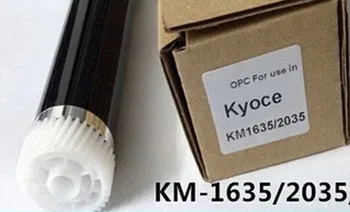 OPC For use in
Kyoce
KM1635/2035
KM-1635/2035,